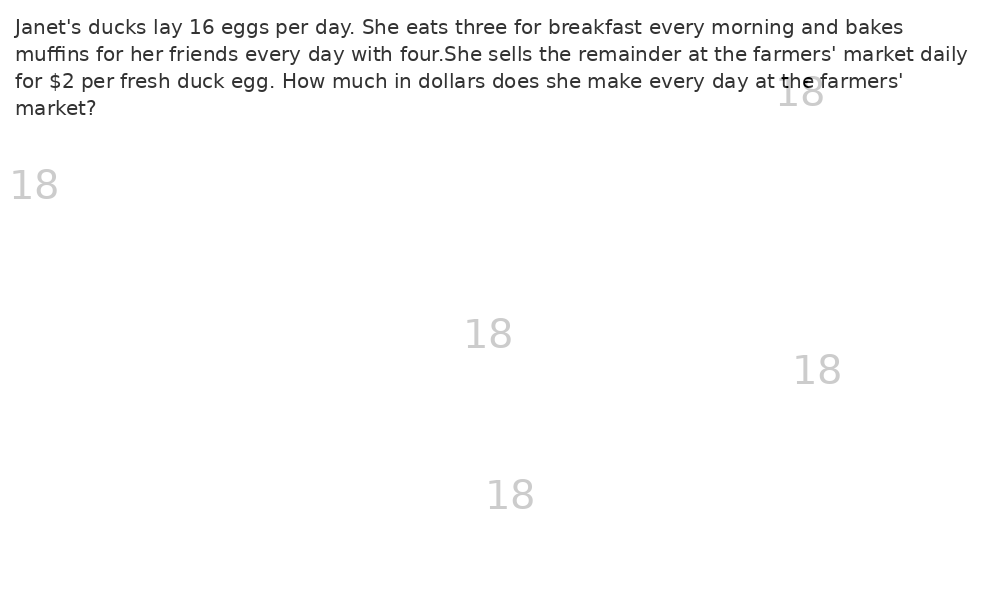 Janet's ducks lay 16 eggs per day. She eats three for breakfast every morning and bakes
muffins for her friends every day with four.She sells the remainder at the farmers' market daily
for $2 per fresh duck egg. How much in dollars does she make every day at the farmers'
market?
18
18
18
18
18